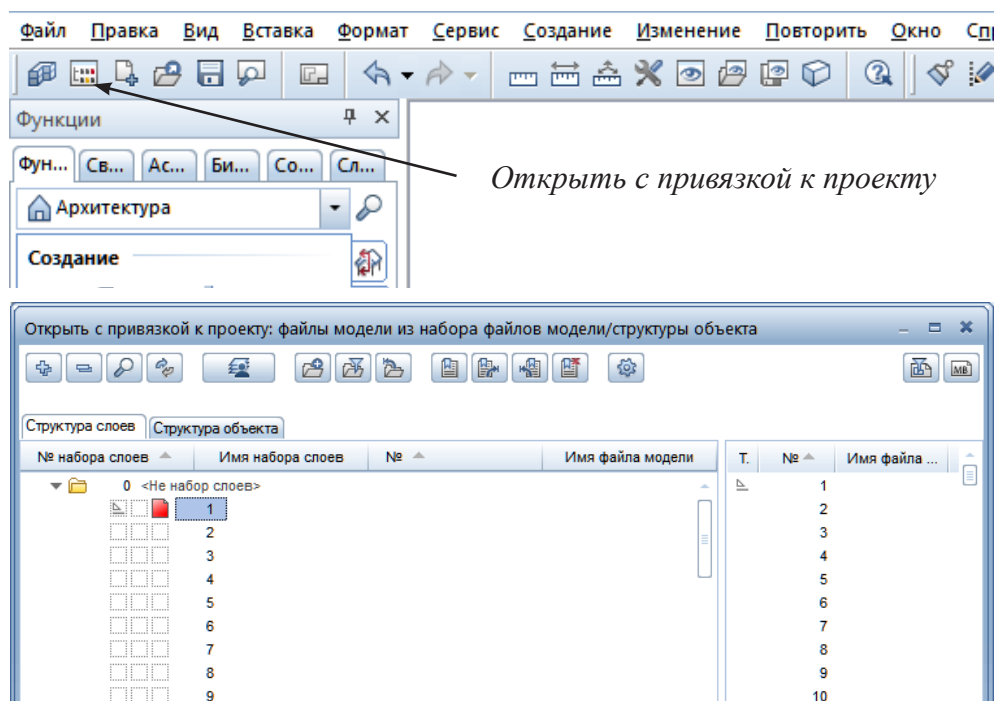 Файл Правка Вид Вставка Формат Сервис Создание Изменение Повторить Окно
Функции
Фун... Св... Ас... Би... Со... Сл...
Открыть с привязкой к проекту
Архитектура
Создание
Открыть с привязкой к проекту: файлы модели из набора файлов модели/структуры объекта
MB
Структура слоев Структура объекта
№ набора слоев Имя набора слоев № Имя файла модели Т. № Имя файла ...
0 <Не набор слоев> 1
1 2
2 3
3 4
4 5
5 6
6 7
7 8
8 9
9 10